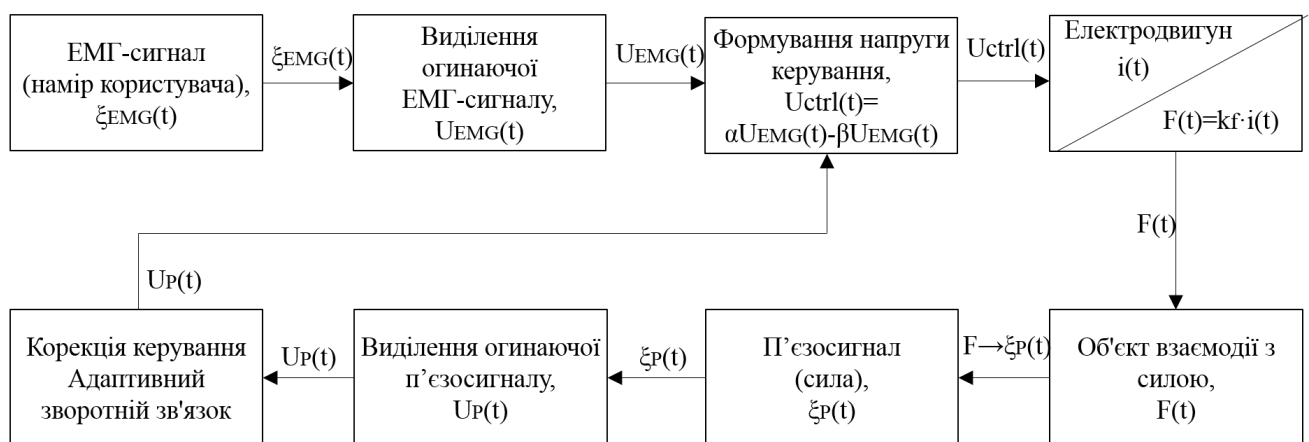 ЕМГ-сигнал
(намір користувача),
ξEMG(t)
ξEMG(t)
Виділення
огинаючої
ЕМГ-сигналу,
UEMG(t)
UEMG(t)
Формування напруги
керування,
Uctrl(t)=
αUEMG(t)-βUEMG(t)
Uctrl(t)
Електродвигун
i(t)
F(t)=kf·i(t)
F(t)
UP(t)
Корекція керування
Адаптивний
зворотній зв'язок
UP(t)
Виділення огинаючої
п’єзосигналу,
UP(t)
ξP(t)
П’єзосигнал
(сила),
ξP(t)
F→ξP(t)
Об'єкт взаємодії з
силою,
F(t)